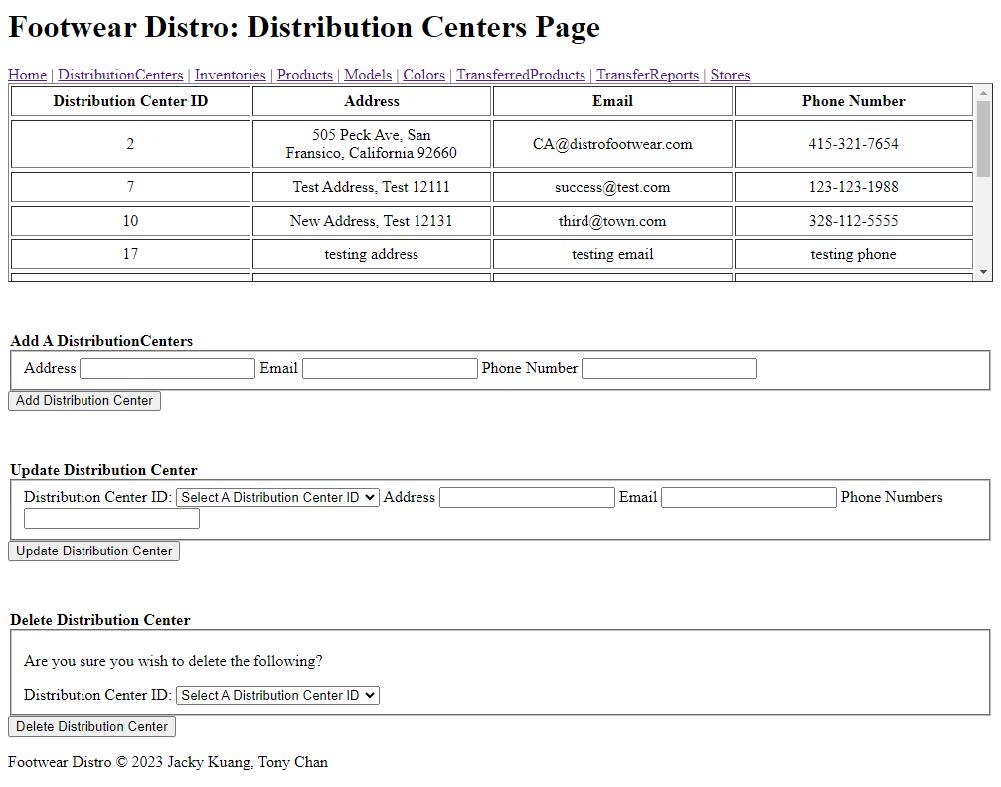 Footwear Distro: Distribution Centers Page
Home | DistributionCenters | Inventories | Products | Models | Colors | TransferredProducts | TransferReports | Stores
Distribution Center ID Address Email Phone Number
2 505 Peck Ave, San Fransico, California 92660 CA@distrofootwear.com 415-321-7654
7 Test Address, Test 12111 success@test.com 123-123-1988
10 New Address, Test 12131 third@town.com 328-112-5555
17 testing address testing email testing phone
Add A DistributionCenters
Address Email Phone Number
Add Distribution Center
Update Distribution Center
Distribution Center ID: Select A Distribution Center ID Address Email Phone Numbers
Update Distribution Center
Delete Distribution Center
Are you sure you wish to delete the following?
Distribution Center ID: Select A Distribution Center ID
Delete Distribution Center
Footwear Distro © 2023 Jacky Kuang, Tony Chan